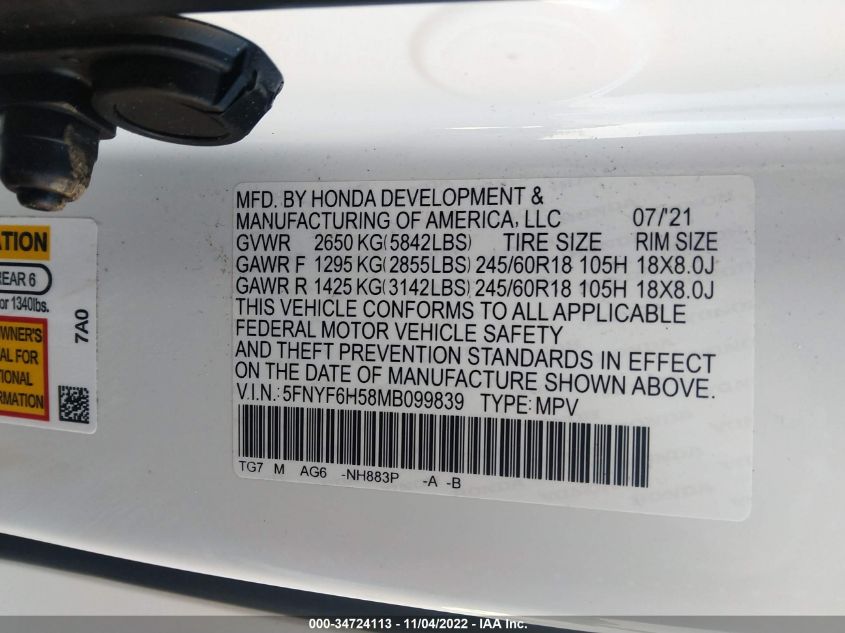 MFD. BY HONDA DEVELOPMENT &
MANUFACTURING OF AMERICA, LLC 07/'21
GVWR 2650 KG(5842LBS) TIRE SIZE RIM SIZE
GAWR F 1295 KG(2855LBS) 245/60R18 105H 18X8.0J
GAWR R 1425 KG(3142LBS) 245/60R18 105H 18X8.0J
THIS VEHICLE CONFORMS TO ALL APPLICABLE
FEDERAL MOTOR VEHICLE SAFETY
AND THEFT PREVENTION STANDARDS IN EFFECT
ON THE DATE OF MANUFACTURE SHOWN ABOVE.
V.I.N.: 5FNYF6H58MB099839 TYPE: MPV
TG7 M AG6 -NH883P -A -B
ATION
REAR 6
or 1340lbs.
7A0
OWNER'S
AL FOR
TIONAL
RMATION
000-34724113 - 11/04/2022 - IAA Inc.